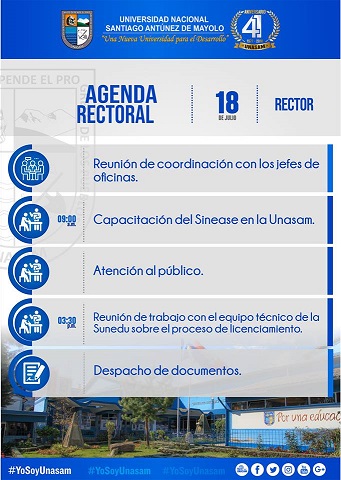 UNIVERSIDAD NACIONAL
SANTIAGO ANTÚNEZ DE MAYOLO
"Una Nueva Universidad para el Desarrollo"
ANIVERSARIO
41
UNASAM
PENDE EL PRO
AGENDA
RECTORAL
18
DE JULIO
RECTOR
Reunión de coordinación con los jefes de
oficinas.
09:00
a.m.
Capacitación del Sinease en la Unasam.
Atención al público.
03:30
p.m.
Reunión de trabajo con el equipo técnico de la
Sunedu sobre el proceso de licenciamiento.
Despacho de documentos.
Por una educac
#YoSoyUnasam
#YoSoyUnasam
#YoSoyUnasam